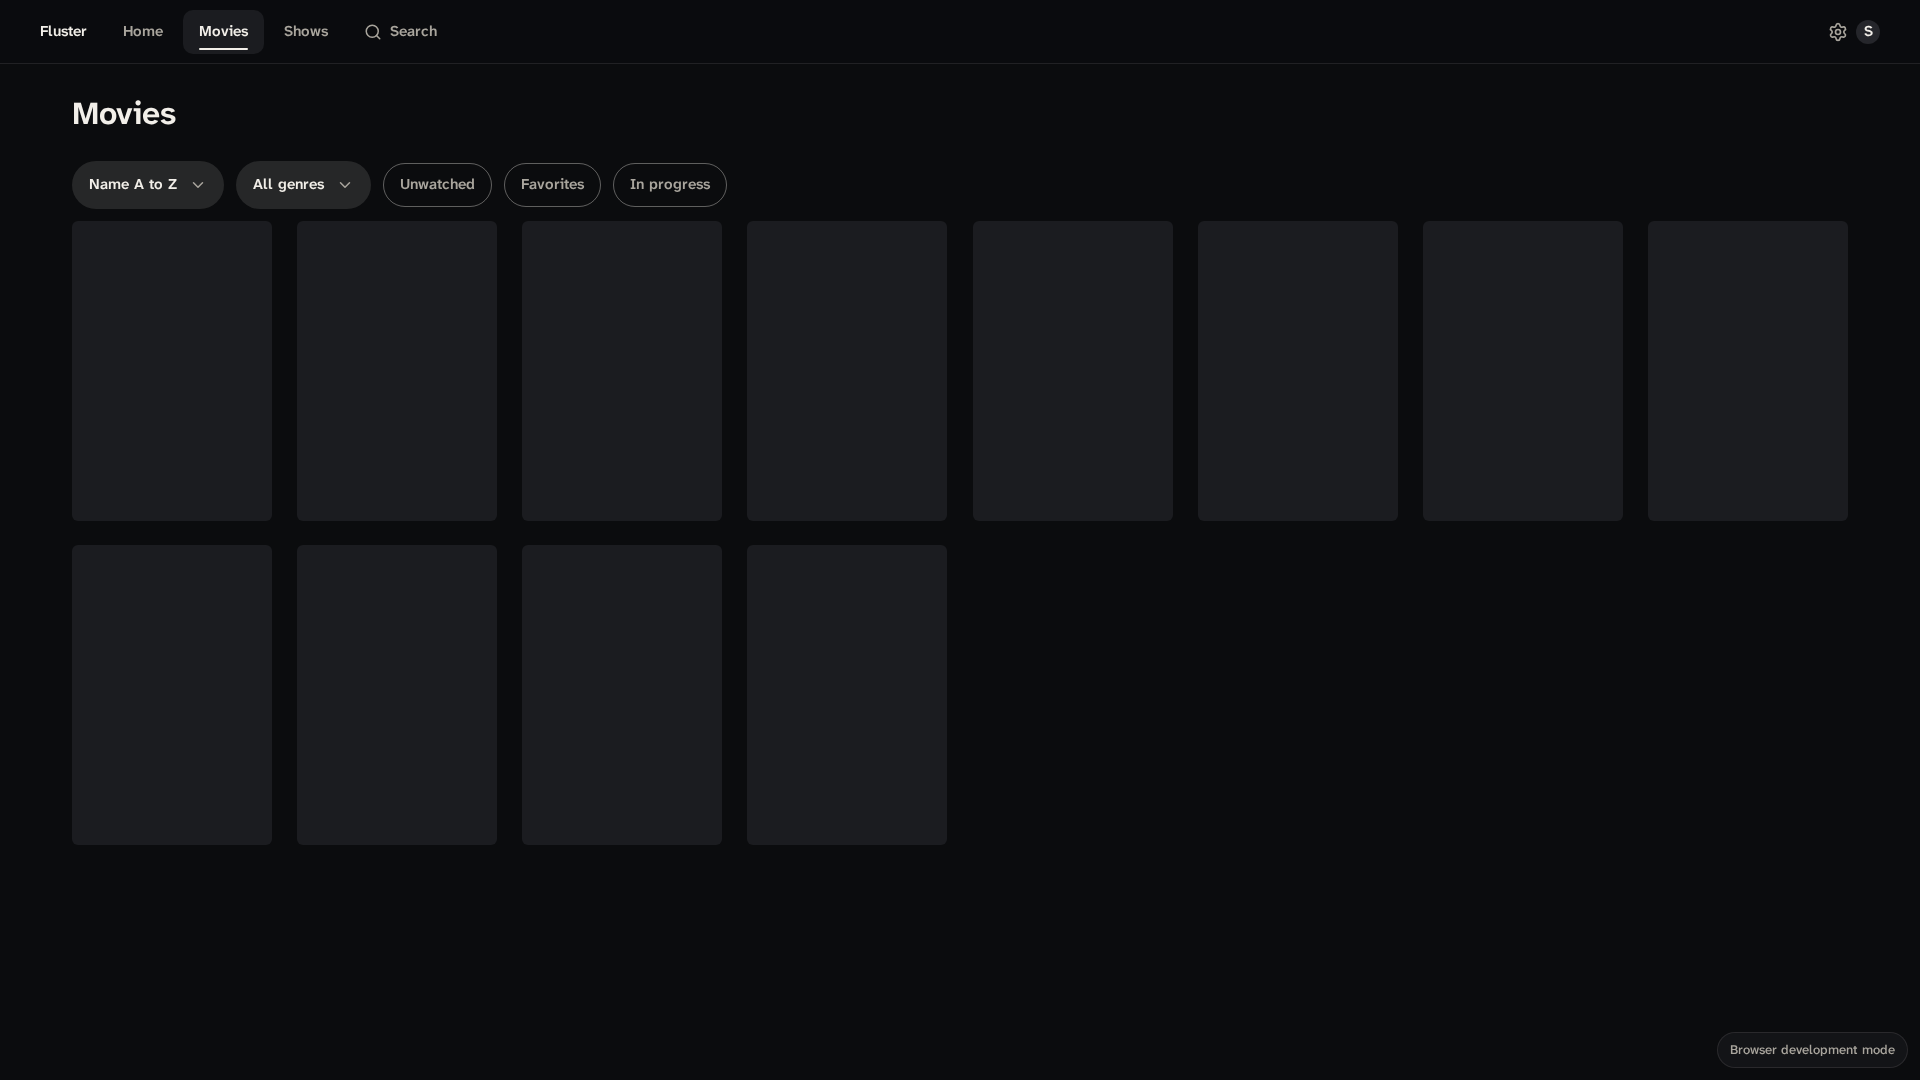 Fluster
Home
Movies
Shows
Search
S
Movies
Name A to Z
All genres
Unwatched
Favorites
In progress
Browser development mode